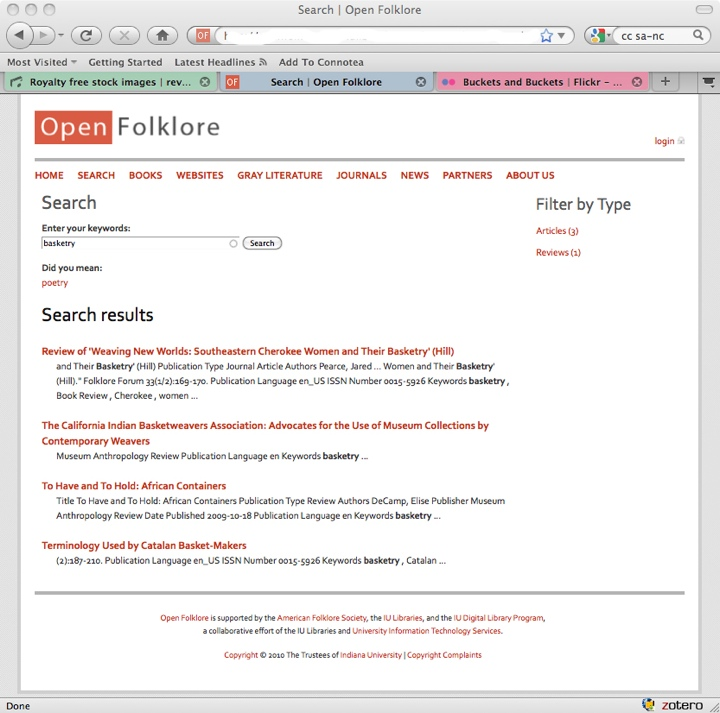 Search | Open Folklore
OF
cc sa-nc
Most Visited Getting Started Latest Headlines Add To Connotea
Royalty free stock images | rev... OF Search | Open Folklore Buckets and Buckets | Flickr – ...
Open Folklore
login
HOME SEARCH BOOKS WEBSITES GRAY LITERATURE JOURNALS NEWS PARTNERS ABOUT US
Search
Filter by Type
Enter your keywords:
Articles (3)
basketry Search
Reviews (1)
Did you mean:
poetry
Search results
Review of 'Weaving New Worlds: Southeastern Cherokee Women and Their Basketry' (Hill)
and Their Basketry' (Hill) Publication Type Journal Article Authors Pearce, Jared ... Women and Their Basketry'
(Hill)." Folklore Forum 33(1/2):169-170. Publication Language en_US ISSN Number 0015-5926 Keywords basketry ,
Book Review , Cherokee , women ...
The California Indian Basketweavers Association: Advocates for the Use of Museum Collections by
Contemporary Weavers
Museum Anthropology Review Publication Language en Keywords basketry ...
To Have and To Hold: African Containers
Title To Have and To Hold: African Containers Publication Type Review Authors DeCamp, Elise Publisher Museum
Anthropology Review Date Published 2009-10-18 Publication Language en Keywords basketry ...
Terminology Used by Catalan Basket-Makers
(2):187-210. Publication Language en_US ISSN Number 0015-5926 Keywords basketry , Catalan ...
Open Folklore is supported by the American Folklore Society, the IU Libraries, and the IU Digital Library Program,
a collaborative effort of the IU Libraries and University Information Technology Services.
Copyright © 2010 The Trustees of Indiana University | Copyright Complaints
Done
zotero